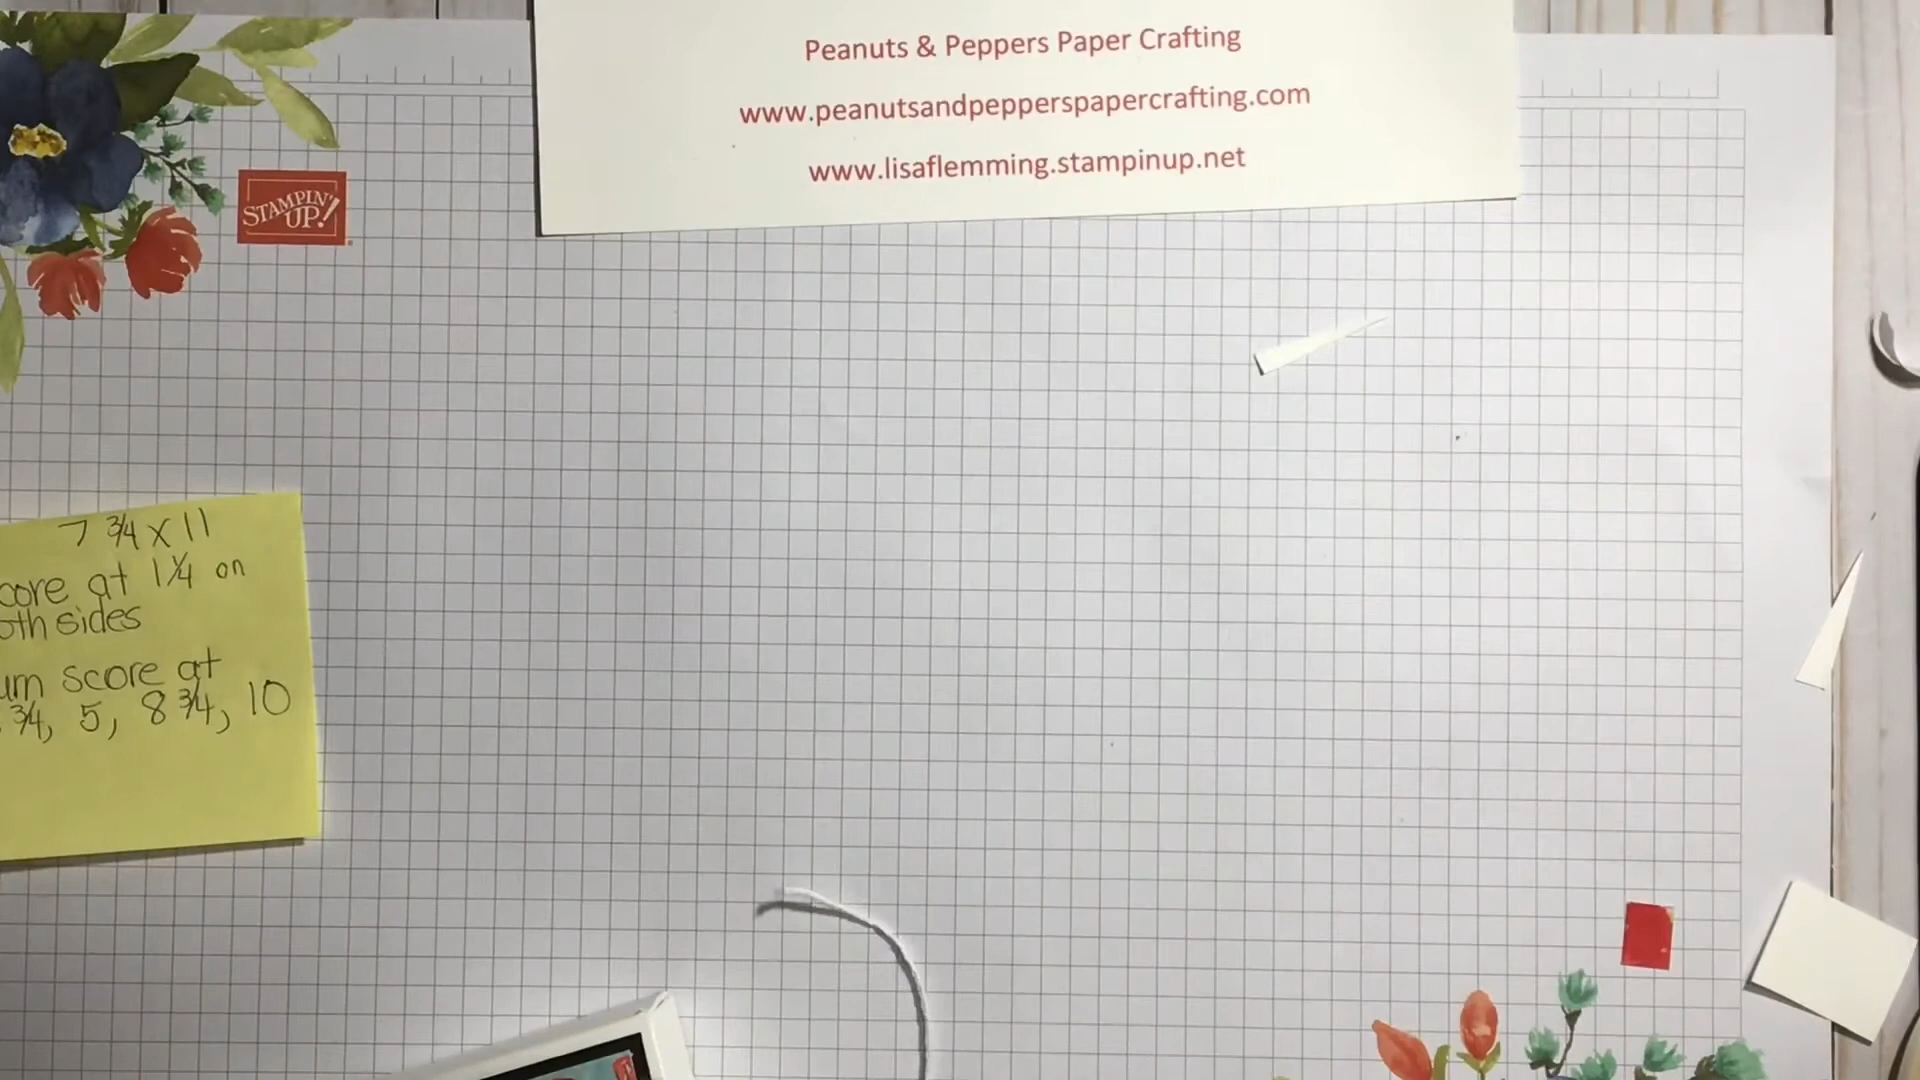 Peanuts & Peppers Paper Crafting
www.peanutsandpepperspapercrafting.com
www.lisaflemming.stampinup.net
STAMPIN'
UP!
7 3/4 x 11
core at 1 1/4 on
oth sides
um score at
3/4, 5, 8 3/4, 10